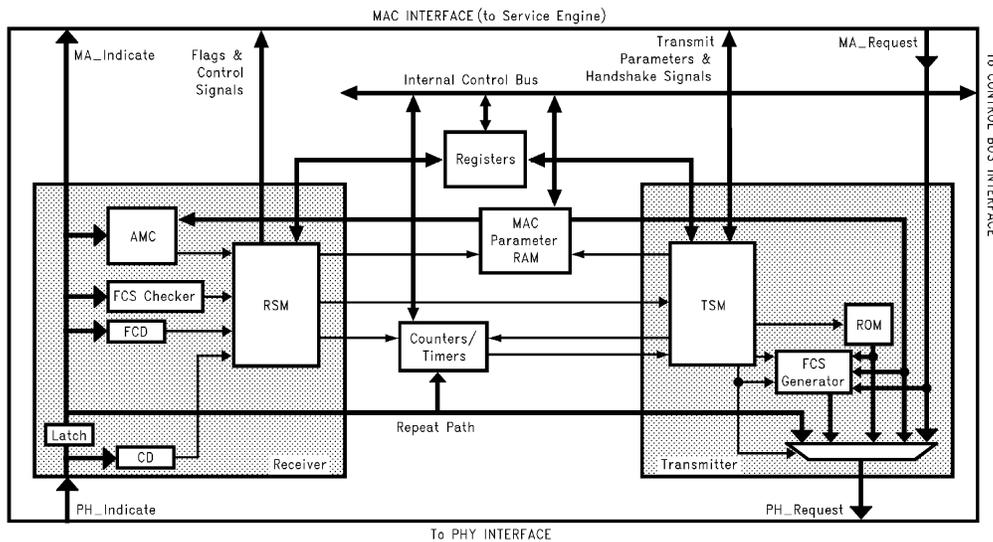 MAC INTERFACE (to Service Engine)
MA_Indicate
Flags &
Control
Signals
Transmit
Parameters &
Handshake Signals
MA_Request
Internal Control Bus
To CONTROL BUS INTERFACE
Registers
AMC
MAC
Parameter
RAM
FCS Checker
RSM
TSM
ROM
FCD
Counters/
Timers
FCS
Generator
Repeat Path
Latch
CD
Receiver
Transmitter
PH_Indicate
PH_Request
To PHY INTERFACE